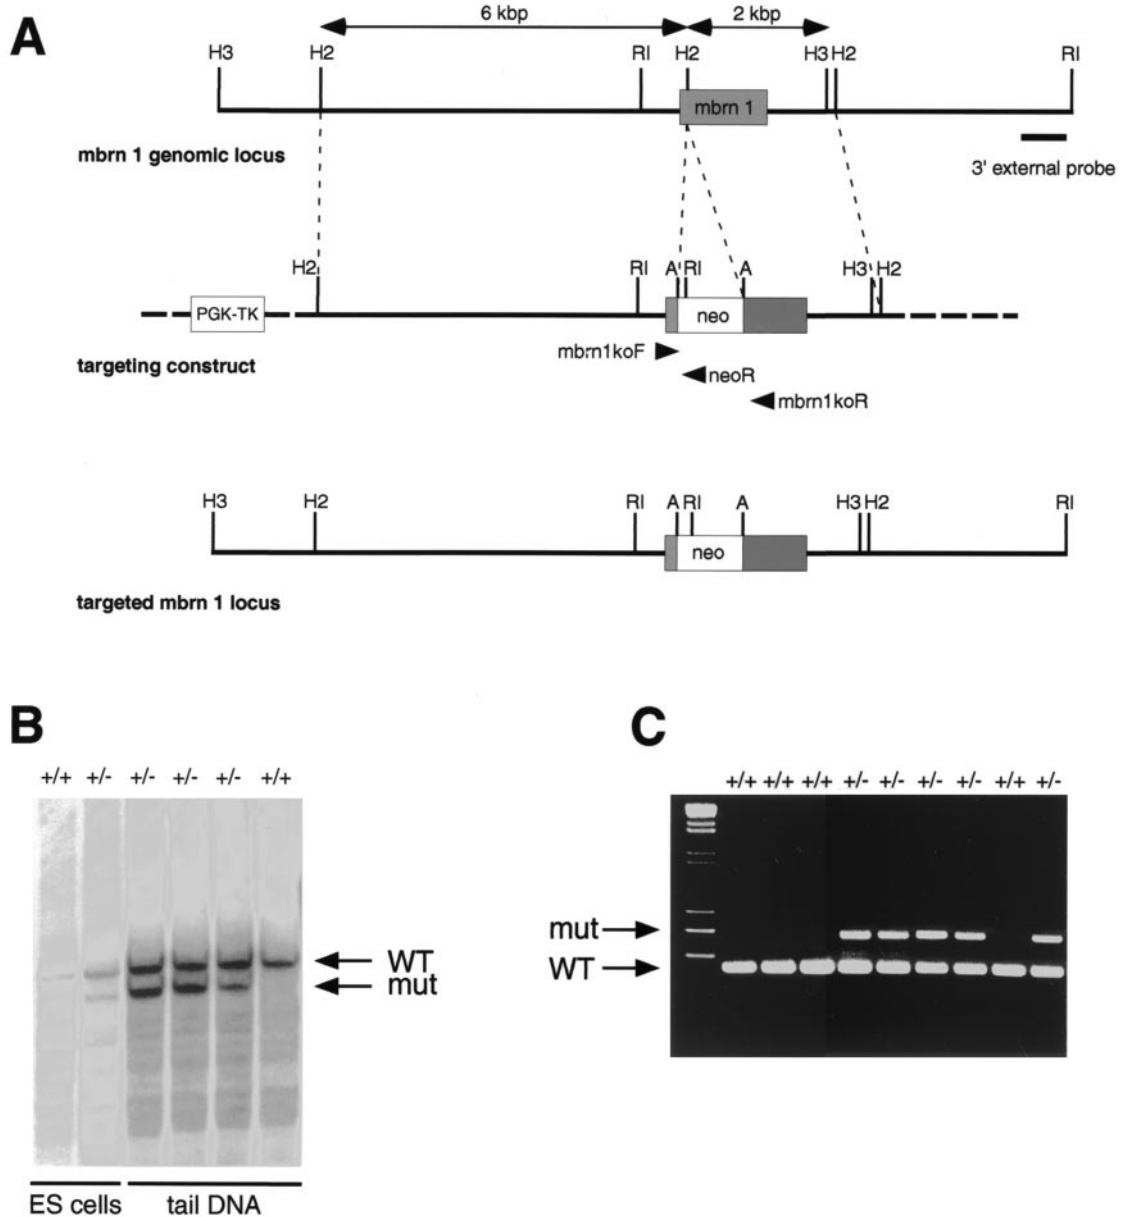 A
6 kbp 2 kbp
H3 H2 RI H2 H3 H2 RI
mbrn 1
mbrn 1 genomic locus
3' external probe
H2 RI A RI A H3 H2
PGK-TK neo
mbrn1koF
targeting construct
neoR
mbrn1koR
H3 H2 RI A RI A H3 H2 RI
neo
targeted mbrn 1 locus
B
+/+ +/- +/- +/- +/- +/+
WT
mut
ES cells tail DNA
C
+/+ +/+ +/+ +/- +/- +/- +/- +/+ +/-
mut
WT